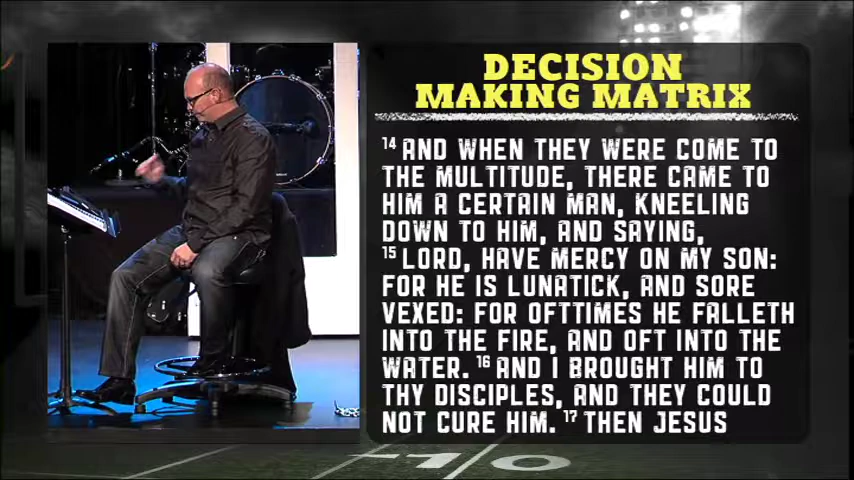 DECISION
MAKING MATRIX
14 AND WHEN THEY WERE COME TO
THE MULTITUDE, THERE CAME TO
HIM A CERTAIN MAN, KNEELING
DOWN TO HIM, AND SAYING,
15 LORD, HAVE MERCY ON MY SON:
FOR HE IS LUNATICK, AND SORE
VEXED: FOR OFTTIMES HE FALLETH
INTO THE FIRE, AND OFT INTO THE
WATER. 16 AND I BROUGHT HIM TO
THY DISCIPLES, AND THEY COULD
NOT CURE HIM. 17 THEN JESUS
10